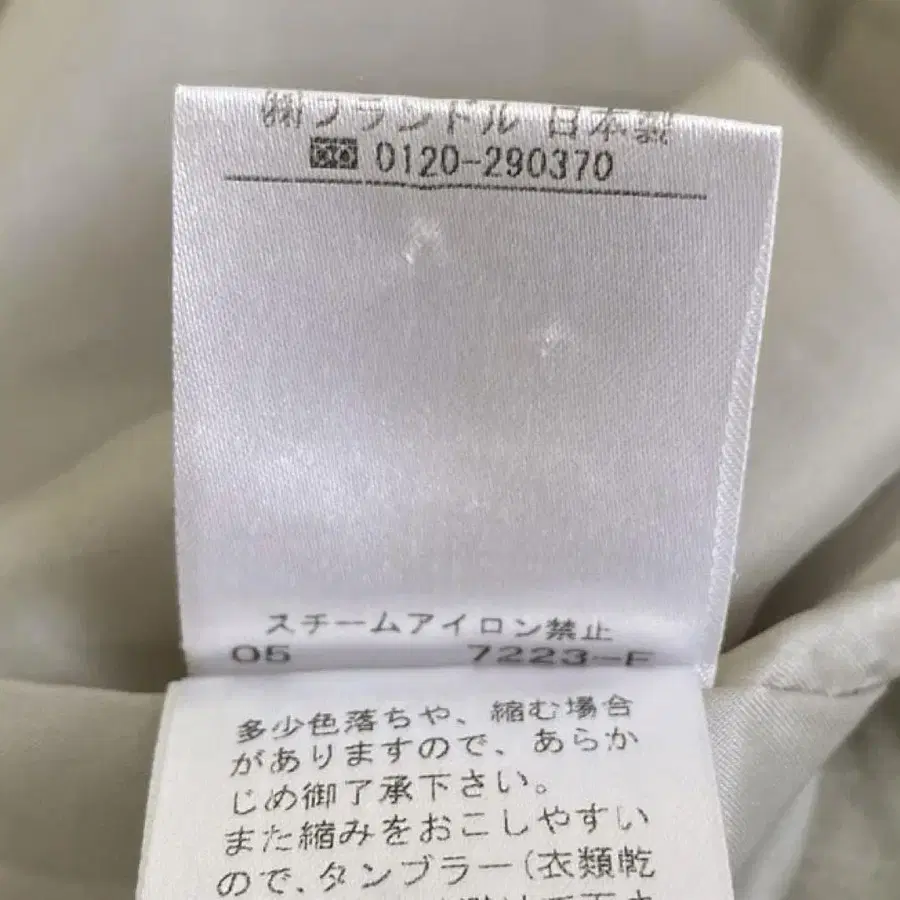 ㈱フランドル 日本製
0120-290370
スチームアイロン禁止
05 7223-F
多少色落ちや、縮む場合
がありますので、あらか
じめ御了承下さい。
また縮みをおこしやすい
ので、タンブラー(衣類乾